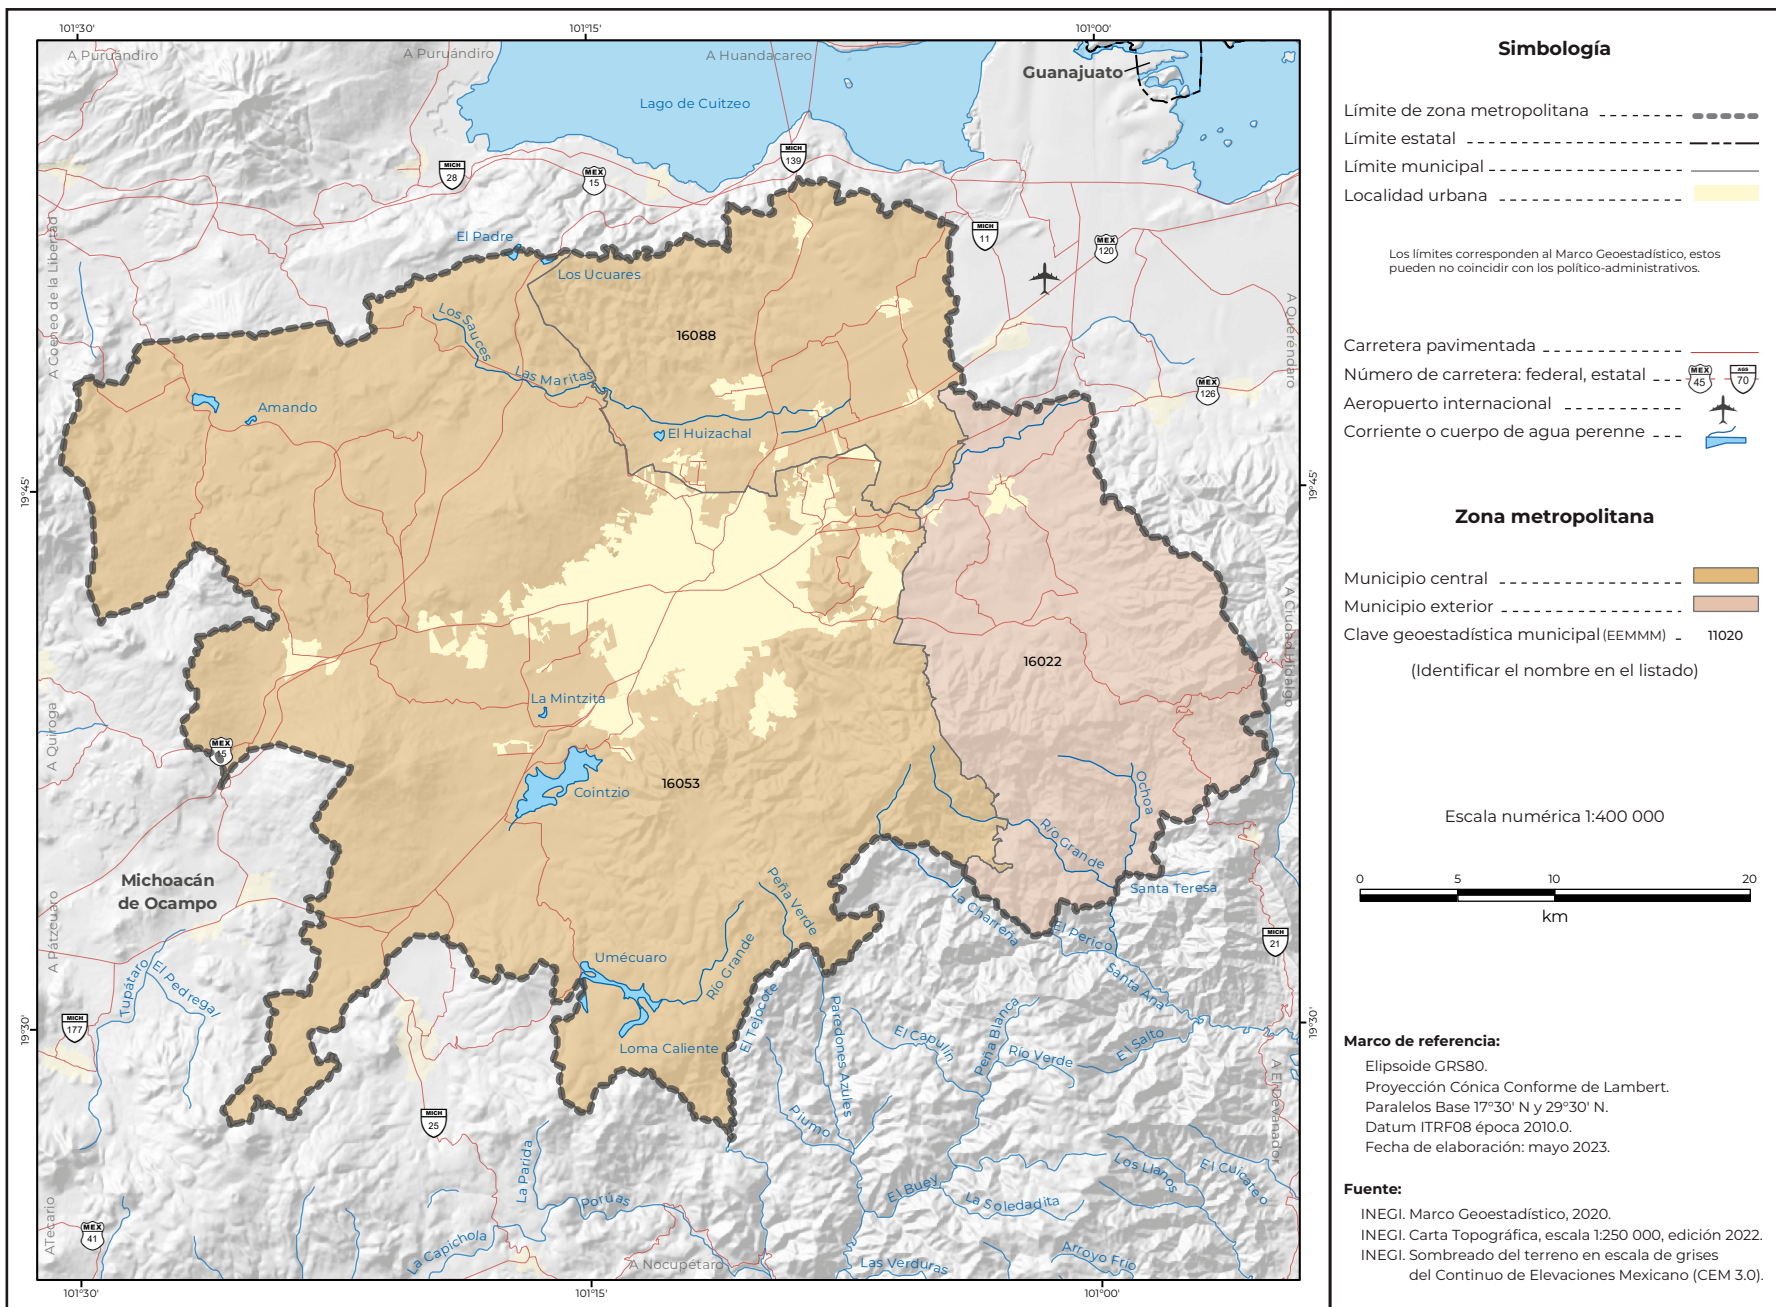 101°30'
101°15'
101°00'
A Puruándiro
A Puruándiro
A Huandacareo
Guanajuato
Lago de Cuitzeo
MICH
28
MEX
15
MICH
139
MICH
11
MEX
120
A Coeneo de la Libertad
El Padre
Los Ucuares
A Queréndaro
Los Sauces
16088
Las Maritas
MEX
126
Amando
El Huizachal
19°45'
19°45'
A Ciudad Hidalgo
16022
La Mintzita
A Quiroga
MEX
15
16053
Cointzio
Ochoa
Río Grande
Michoacán
de Ocampo
Peña Verde
Santa Teresa
La Charreña
A Pátzcuaro
El Perico
MICH
21
Umécuaro
Río Grande
Tupátaro
El Pedregal
Santa Ana
El Tejocote
Paredones Azules
Peña Blanca
El Capulín
MICH
177
19°30'
19°30'
Loma Caliente
Río Verde
El Salto
A El Devanador
MICH
25
Piumo
La Parida
Los Llanos
El Cuicateo
El Buey
La Soledadita
Poruas
ATecario
MEX
41
La Capichola
A Nocupétaro
Las Verduras
Arroyo Frío
101°30'
101°15'
101°00'
Simbología
Límite de zona metropolitana
Límite estatal
Límite municipal
Localidad urbana
Los límites corresponden al Marco Geoestadístico, estos
pueden no coincidir con los político-administrativos.
Carretera pavimentada
Número de carretera: federal, estatal
MEX
45
AGS
70
Aeropuerto internacional
Corriente o cuerpo de agua perenne
Zona metropolitana
Municipio central
Municipio exterior
Clave geoestadística municipal (EEMMM) 11020
(Identificar el nombre en el listado)
Escala numérica 1:400 000
0 5 10 20
km
Marco de referencia:
Elipsoide GRS80.
Proyección Cónica Conforme de Lambert.
Paralelos Base 17°30' N y 29°30' N.
Datum ITRF08 época 2010.0.
Fecha de elaboración: mayo 2023.
Fuente:
INEGI. Marco Geoestadístico, 2020.
INEGI. Carta Topográfica, escala 1:250 000, edición 2022.
INEGI. Sombreado del terreno en escala de grises
del Continuo de Elevaciones Mexicano (CEM 3.0).